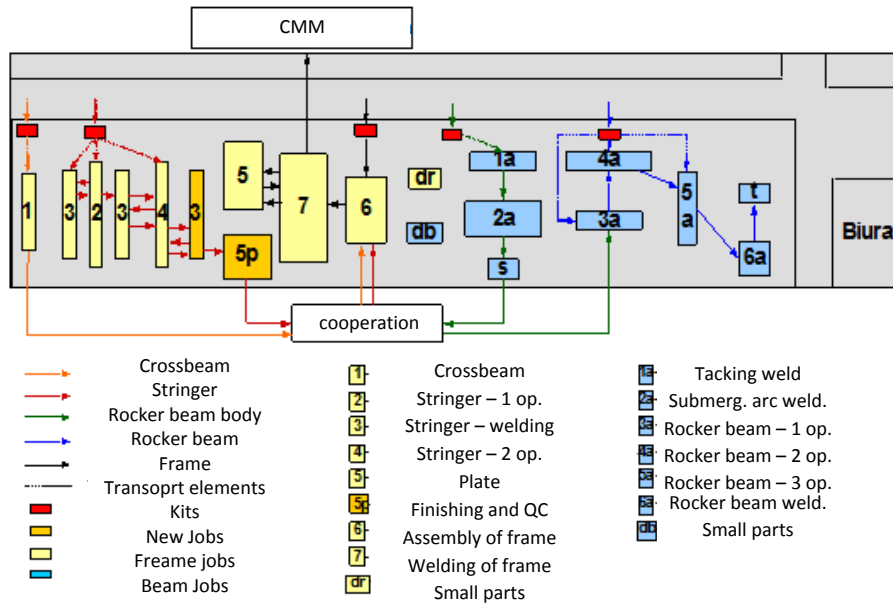 CMM
1
3
2
3
4
3
5p
5
7
6
dr
db
1a
2a
s
4a
3a
5a
t
6a
Biura
cooperation
Crossbeam
Stringer
Rocker beam body
Rocker beam
Frame
Transoprt elements
Kits
New Jobs
Freame jobs
Beam Jobs
1 Crossbeam
2 Stringer – 1 op.
3 Stringer – welding
4 Stringer – 2 op.
5 Plate
5p Finishing and QC
6 Assembly of frame
7 Welding of frame
dr Small parts
1a Tacking weld
2a Submerg. arc weld.
3a Rocker beam – 1 op.
4a Rocker beam – 2 op.
5a Rocker beam – 3 op.
6a Rocker beam weld.
db Small parts